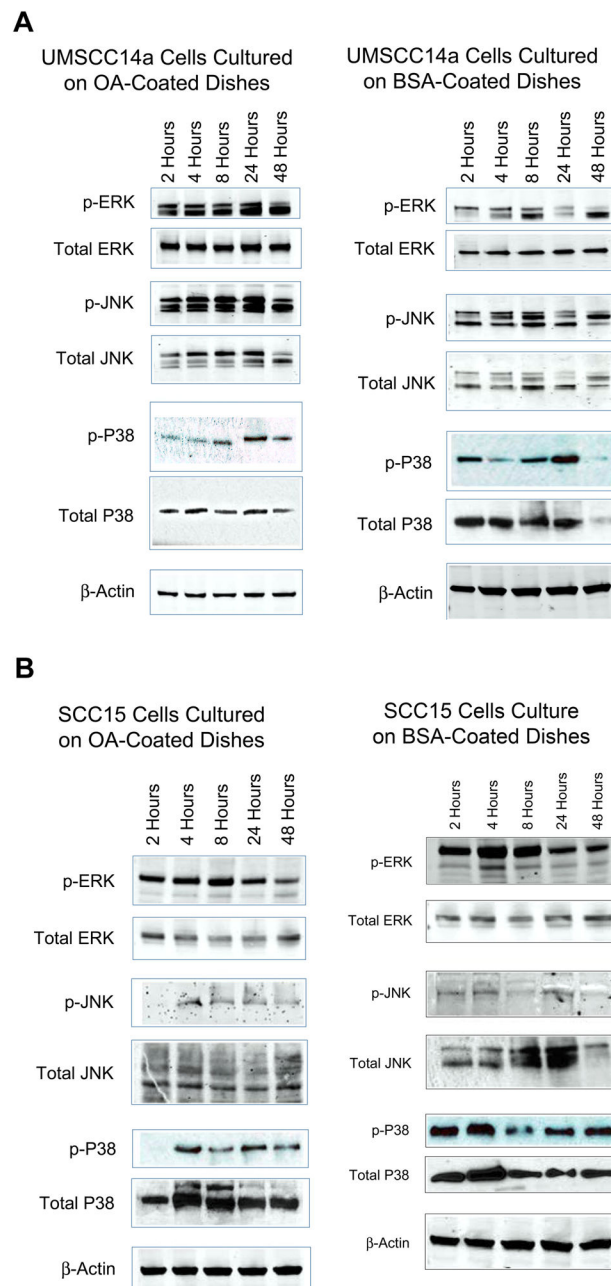 A
UMSCC14a Cells Cultured
on OA-Coated Dishes
2 Hours
4 Hours
8 Hours
24 Hours
48 Hours
p-ERK
Total ERK
p-JNK
Total JNK
p-P38
Total P38
β-Actin
UMSCC14a Cells Cultured
on BSA-Coated Dishes
2 Hours
4 Hours
8 Hours
24 Hours
48 Hours
p-ERK
Total ERK
p-JNK
Total JNK
p-P38
Total P38
β-Actin
B
SCC15 Cells Cultured
on OA-Coated Dishes
2 Hours
4 Hours
8 Hours
24 Hours
48 Hours
p-ERK
Total ERK
p-JNK
Total JNK
p-P38
Total P38
β-Actin
SCC15 Cells Culture
on BSA-Coated Dishes
2 Hours
4 Hours
8 Hours
24 Hours
48 Hours
p-ERK
Total ERK
p-JNK
Total JNK
p-P38
Total P38
β-Actin